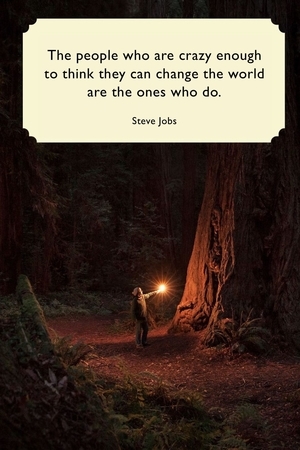 The people who are crazy enough
to think they can change the world
are the ones who do.
Steve Jobs